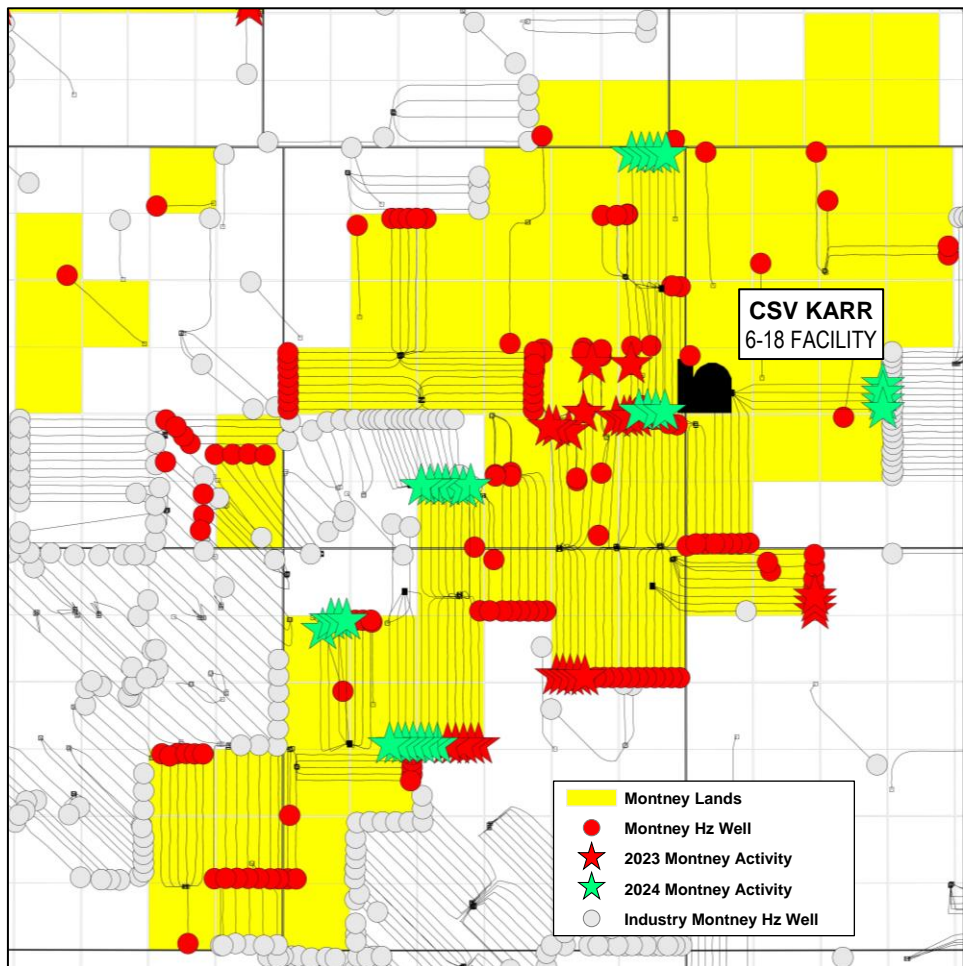 CSV KARR
6-18 FACILITY
Montney Lands
Montney Hz Well
2023 Montney Activity
2024 Montney Activity
Industry Montney Hz Well